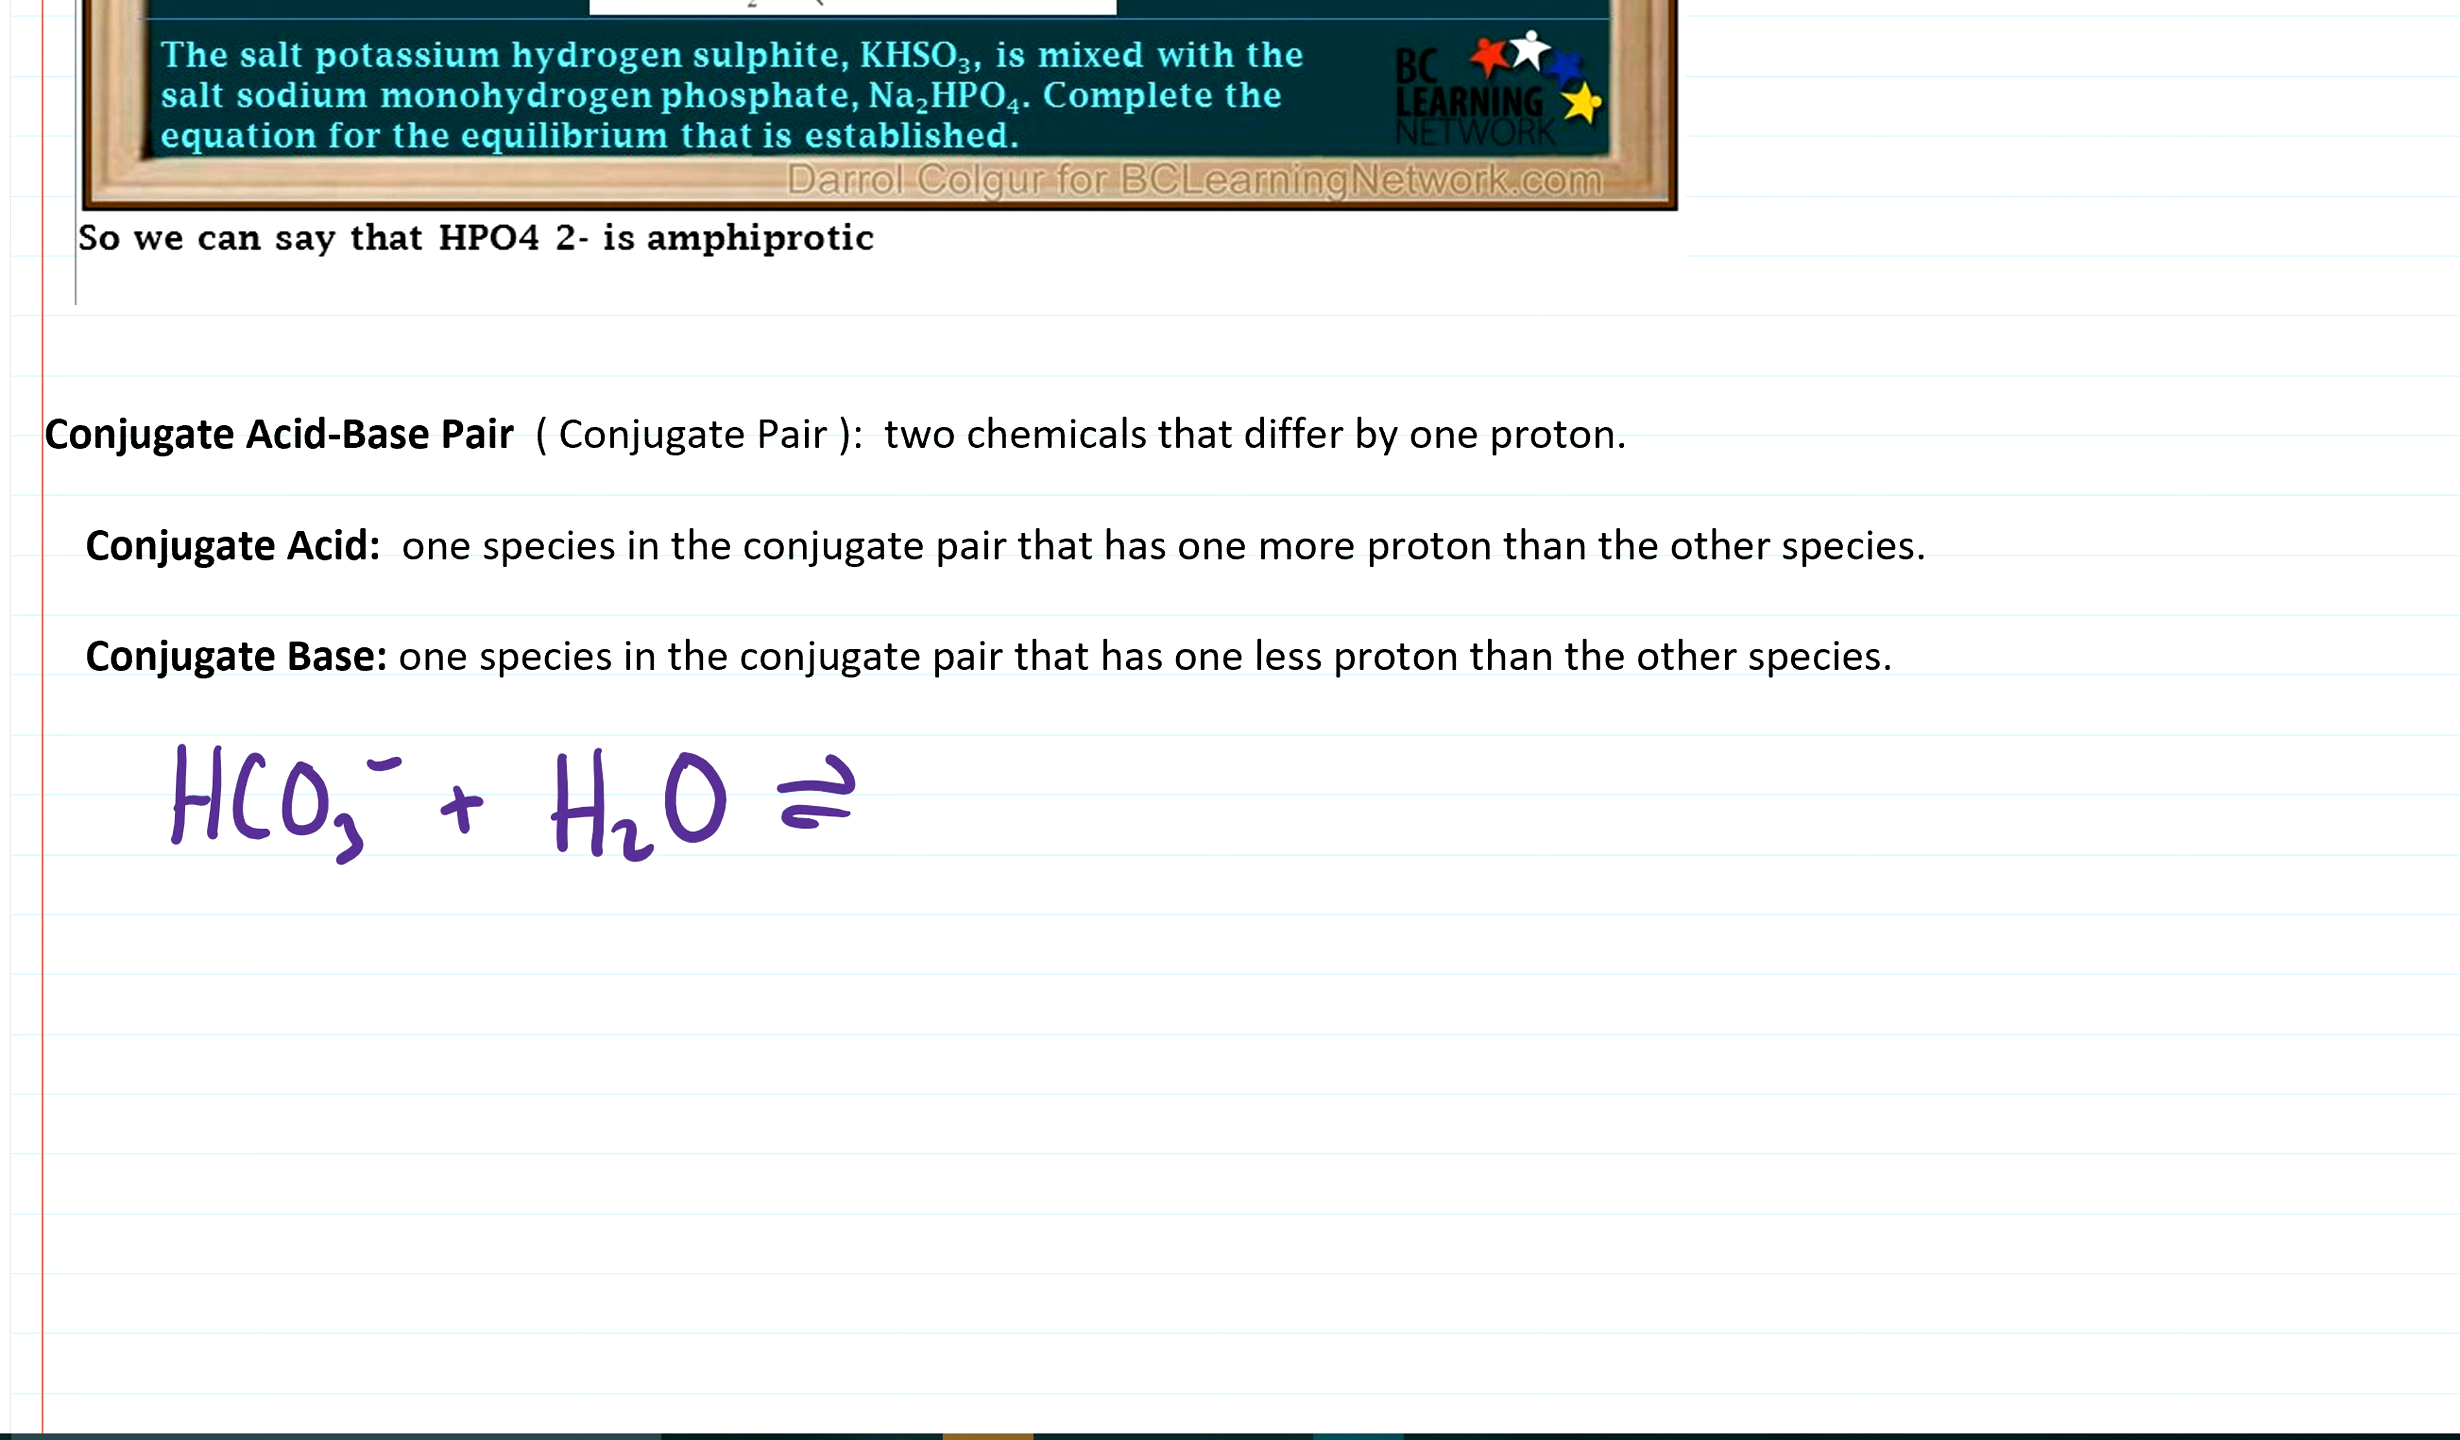 The salt potassium hydrogen sulphite, KHSO₃, is mixed with the
salt sodium monohydrogen phosphate, Na₂HPO₄. Complete the
equation for the equilibrium that is established.
BC
LEARNING
NETWORK
Darrol Colgur for BCLearningNetwork.com
So we can say that HPO4 2- is amphiprotic
Conjugate Acid-Base Pair ( Conjugate Pair ): two chemicals that differ by one proton.
Conjugate Acid: one species in the conjugate pair that has one more proton than the other species.
Conjugate Base: one species in the conjugate pair that has one less proton than the other species.
HCO₃⁻ + H₂O ⇌